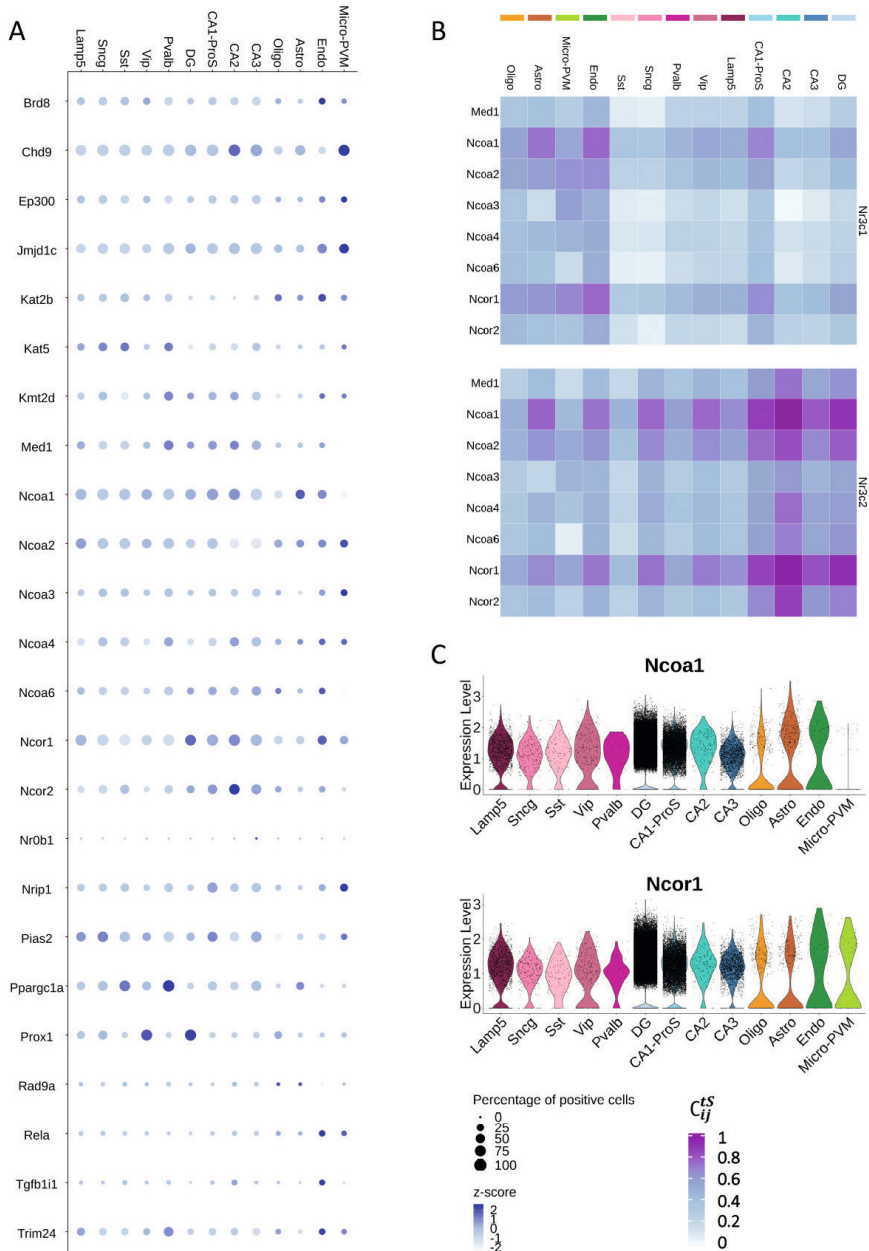 A
Lamp5 Sncg Sst Vip Pvalb DG CA1-ProS CA2 CA3 Oligo Astro Endo Micro-PVM
Brd8
Chd9
Ep300
Jmjd1c
Kat2b
Kat5
Kmt2d
Med1
Ncoa1
Ncoa2
Ncoa3
Ncoa4
Ncoa6
Ncor1
Ncor2
Nr0b1
Nrip1
Pias2
Ppargc1a
Prox1
Rad9a
Rela
Tgfb1i1
Trim24
B
Oligo Astro Micro-PVM Endo Sst Sncg Pvalb Vip Lamp5 CA1-ProS CA2 CA3 DG
Med1
Ncoa1
Ncoa2
Ncoa3
Ncoa4
Ncoa6
Ncor1
Ncor2
Nr3c1
Med1
Ncoa1
Ncoa2
Ncoa3
Ncoa4
Ncoa6
Ncor1
Ncor2
Nr3c2
C
Ncoa1
Expression Level
3
2
1
0
Lamp5 Sncg Sst Vip Pvalb DG CA1-ProS CA2 CA3 Oligo Astro Endo Micro-PVM
Ncor1
Expression Level
3
2
1
0
Lamp5 Sncg Sst Vip Pvalb DG CA1-ProS CA2 CA3 Oligo Astro Endo Micro-PVM
Percentage of positive cells
0
25
50
75
100
z-score
2
1
0
-1
-2
C_{ij}^{tS}
1
0.8
0.6
0.4
0.2
0